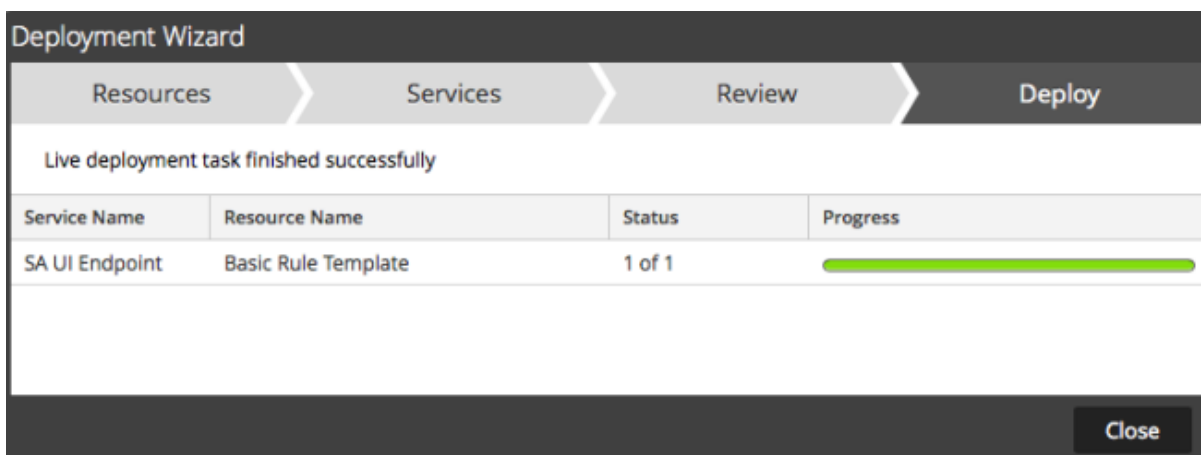 Deployment Wizard
Resources Services Review Deploy
Live deployment task finished successfully
Service Name Resource Name Status Progress
SA UI Endpoint Basic Rule Template 1 of 1
Close